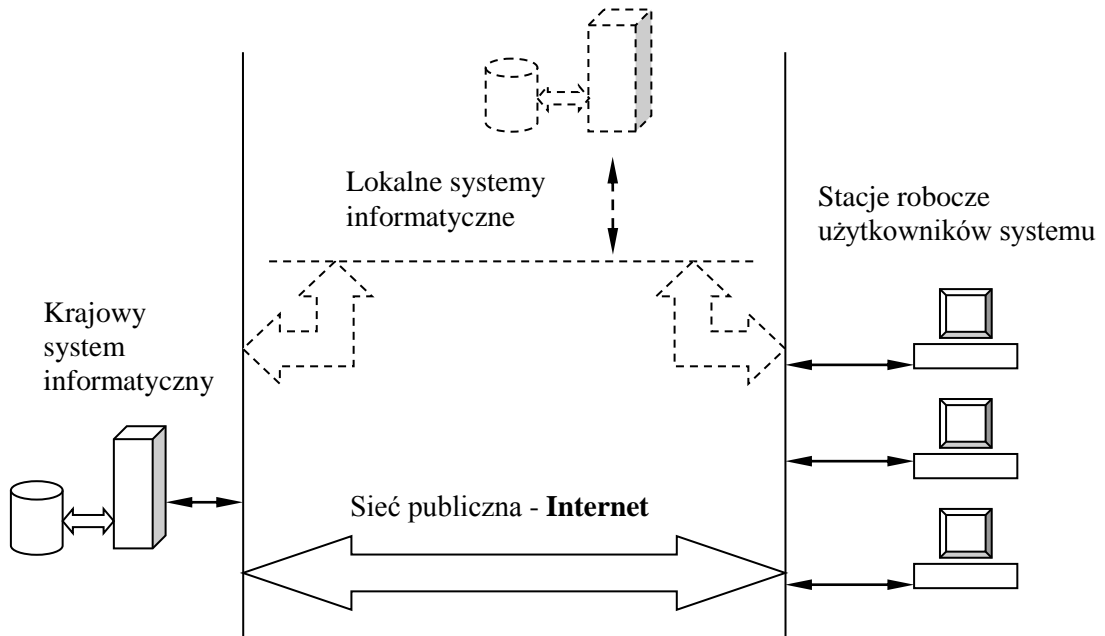 Lokalne systemy
informatyczne
Stacje robocze
użytkowników systemu
Krajowy
system
informatyczny
Sieć publiczna - Internet